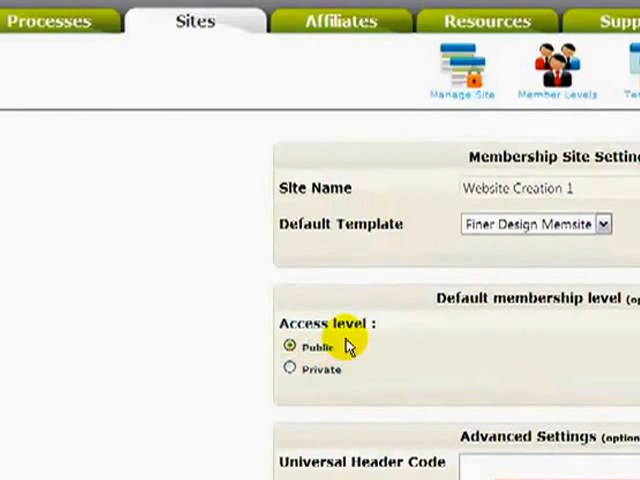 Processes Sites Affiliates Resources
Manage Site Member Levels
Membership Site
Site Name Website Creation 1
Default Template Finer Design Memsite
Default membership level
Access level :
Public
Private
Advanced Settings
Universal Header Code